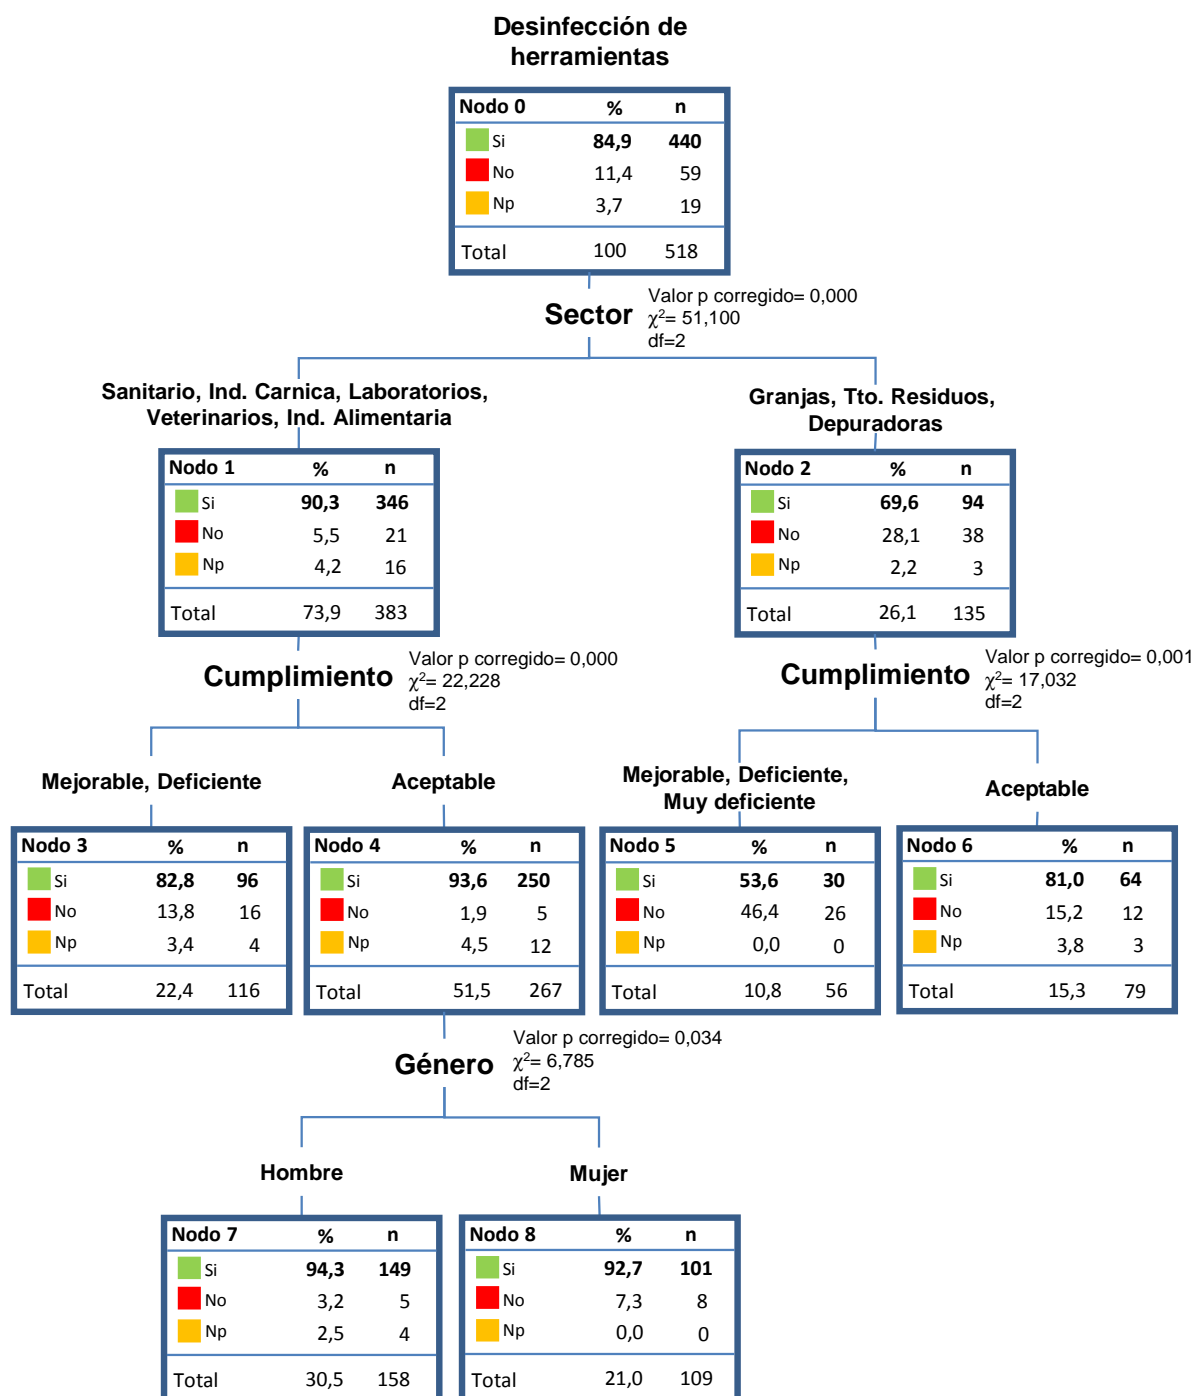 Desinfección de
herramientas
Nodo 0 % n
Si 84,9 440
No 11,4 59
Np 3,7 19
Total 100 518
Sector
Valor p corregido= 0,000
χ²= 51,100
df=2
Sanitario, Ind. Carnica, Laboratorios,
Veterinarios, Ind. Alimentaria
Granjas, Tto. Residuos,
Depuradoras
Nodo 1 % n
Si 90,3 346
No 5,5 21
Np 4,2 16
Total 73,9 383
Nodo 2 % n
Si 69,6 94
No 28,1 38
Np 2,2 3
Total 26,1 135
Cumplimiento
Valor p corregido= 0,000
χ²= 22,228
df=2
Cumplimiento
Valor p corregido= 0,001
χ²= 17,032
df=2
Mejorable, Deficiente
Aceptable
Mejorable, Deficiente,
Muy deficiente
Aceptable
Nodo 3 % n
Si 82,8 96
No 13,8 16
Np 3,4 4
Total 22,4 116
Nodo 4 % n
Si 93,6 250
No 1,9 5
Np 4,5 12
Total 51,5 267
Nodo 5 % n
Si 53,6 30
No 46,4 26
Np 0,0 0
Total 10,8 56
Nodo 6 % n
Si 81,0 64
No 15,2 12
Np 3,8 3
Total 15,3 79
Género
Valor p corregido= 0,034
χ²= 6,785
df=2
Hombre
Mujer
Nodo 7 % n
Si 94,3 149
No 3,2 5
Np 2,5 4
Total 30,5 158
Nodo 8 % n
Si 92,7 101
No 7,3 8
Np 0,0 0
Total 21,0 109